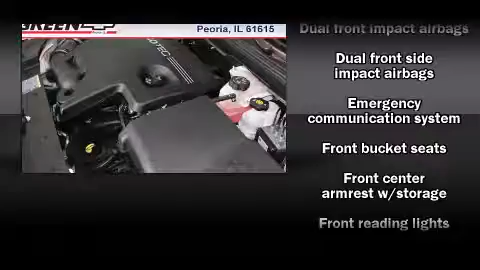 GREEN
Peoria, IL 61615
Dual front impact airbags
Dual front side
impact airbags
Emergency
communication system
Front bucket seats
Front center
armrest w/storage
Front reading lights